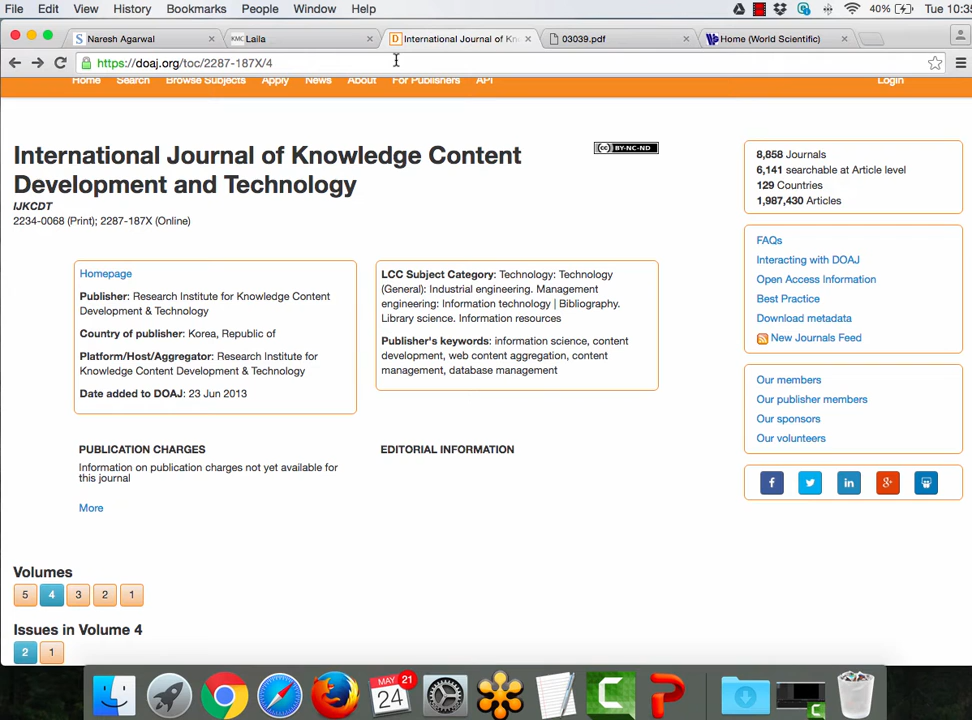 File Edit View History Bookmarks People Window Help 40% Tue 10:35
Naresh Agarwal KMC Laila International Journal of Kn 03039.pdf Home (World Scientific)
https://doaj.org/toc/2287-187X/4
Home Search Browse Subjects Apply News About For Publishers API Login
International Journal of Knowledge Content
Development and Technology
IJKCDT
2234-0068 (Print); 2287-187X (Online)
cc BY-NC-ND
Homepage
Publisher: Research Institute for Knowledge Content
Development & Technology
Country of publisher: Korea, Republic of
Platform/Host/Aggregator: Research Institute for
Knowledge Content Development & Technology
Date added to DOAJ: 23 Jun 2013
LCC Subject Category: Technology: Technology
(General): Industrial engineering. Management
engineering: Information technology | Bibliography.
Library science. Information resources
Publisher's keywords: information science, content
development, web content aggregation, content
management, database management
PUBLICATION CHARGES
Information on publication charges not yet available for
this journal
More
EDITORIAL INFORMATION
Volumes
5 4 3 2 1
Issues in Volume 4
2 1
8,858 Journals
6,141 searchable at Article level
129 Countries
1,987,430 Articles
FAQs
Interacting with DOAJ
Open Access Information
Best Practice
Download metadata
New Journals Feed
Our members
Our publisher members
Our sponsors
Our volunteers
MAY 21
24